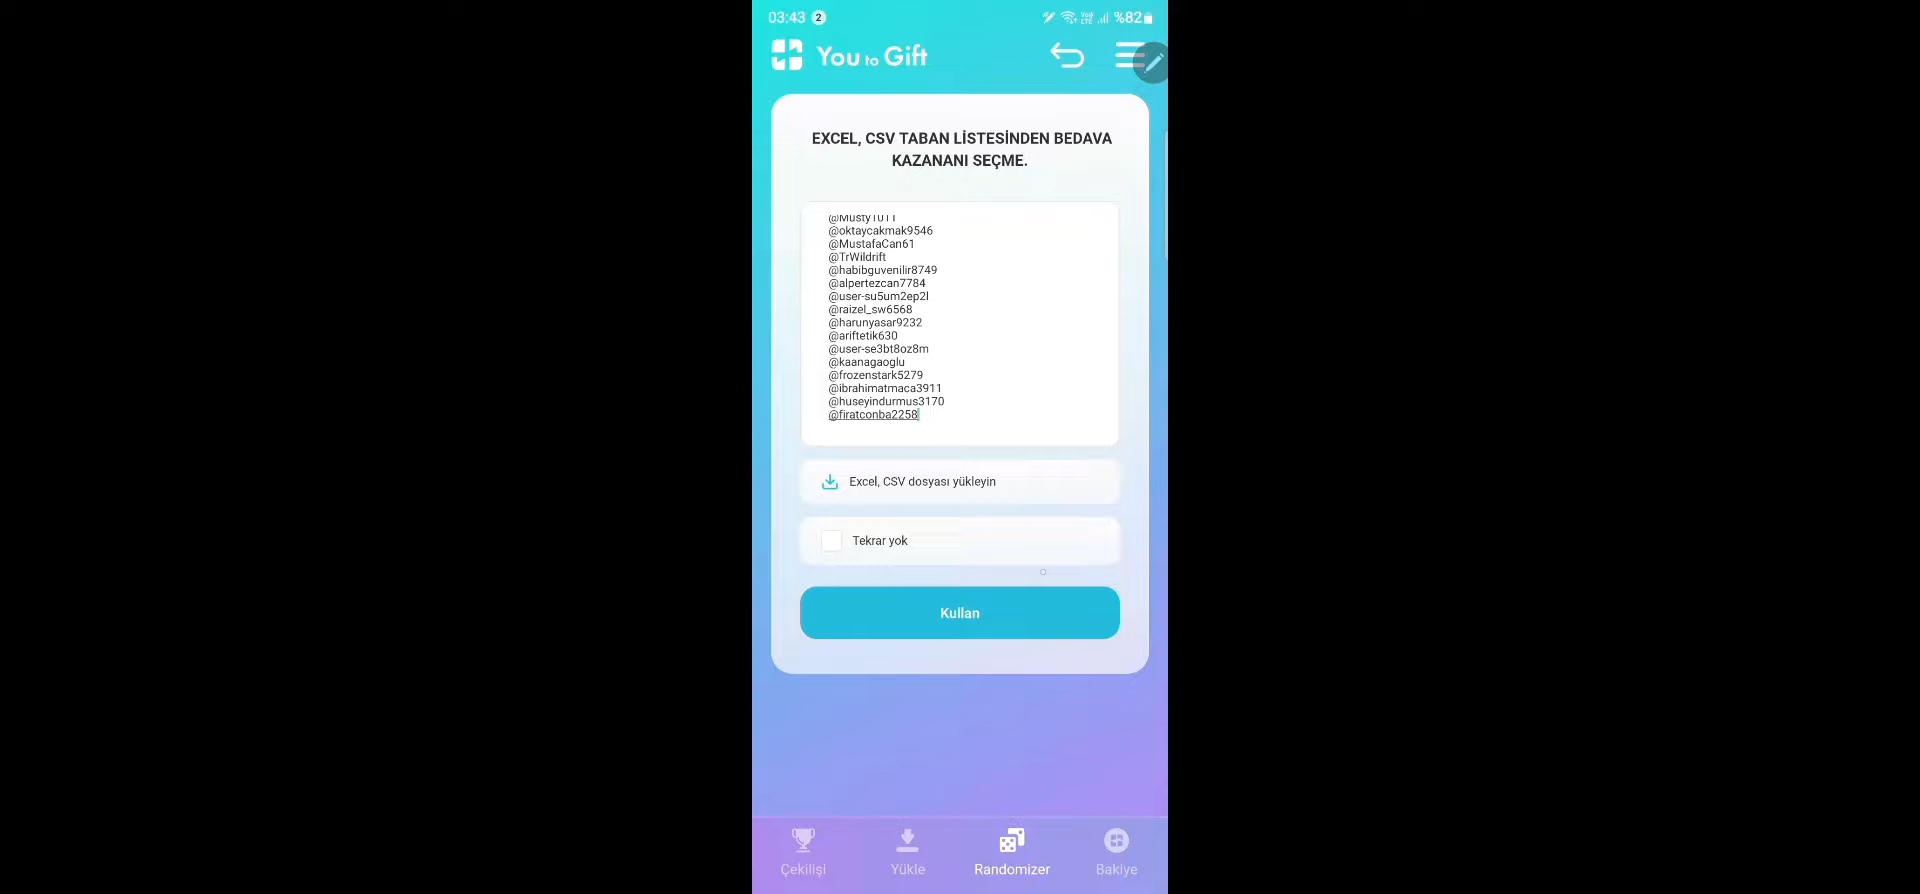 03:43 2 %82
You to Gift
EXCEL, CSV TABAN LİSTESİNDEN BEDAVA
KAZANANI SEÇME.
@Musty1011
@oktaycakmak9546
@MustafaCan61
@TrWildrift
@habibguvenilir8749
@alpertezcan7784
@user-su5um2ep2l
@raizel_sw6568
@harunyasar9232
@ariftetik630
@user-se3bt8oz8m
@kaanagaoglu
@frozenstark5279
@ibrahimatmaca3911
@huseyindurmus3170
@firatconba2258
Excel, CSV dosyası yükleyin
Tekrar yok
Kullan
Çekilişi Yükle Randomizer Bakiye